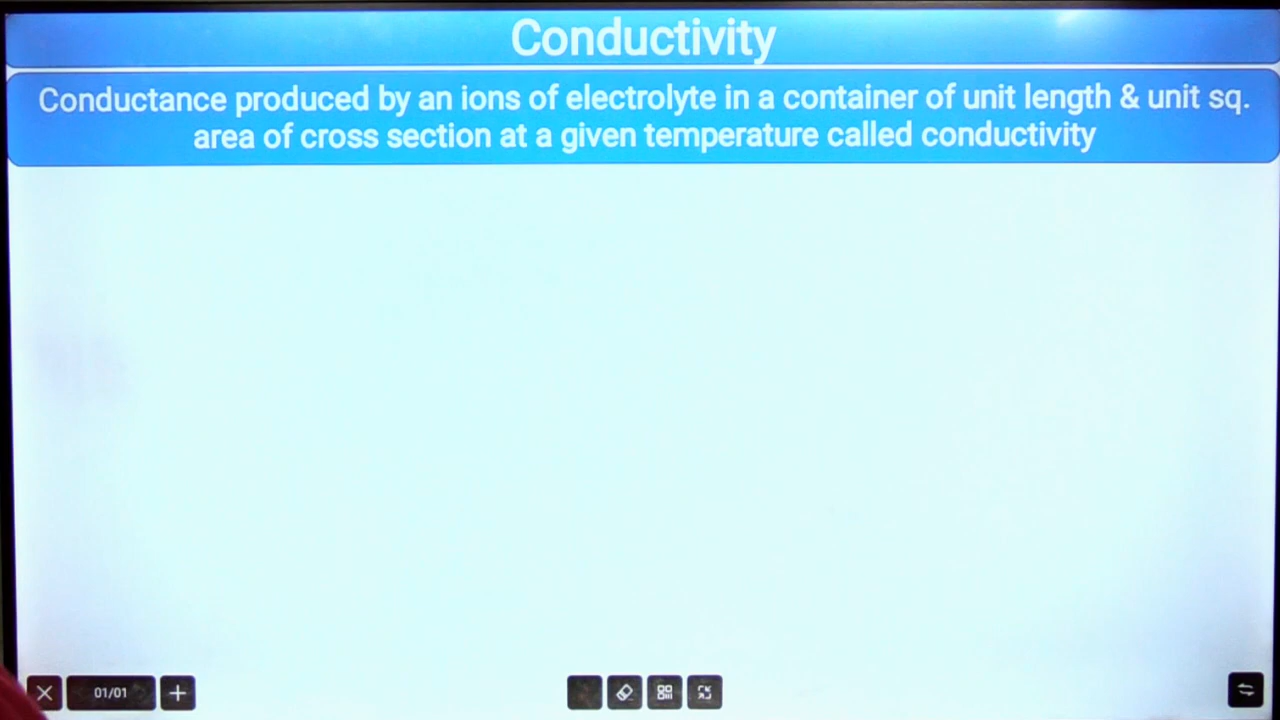 Conductivity
Conductance produced by an ions of electrolyte in a container of unit length & unit sq.
area of cross section at a given temperature called conductivity
01/01